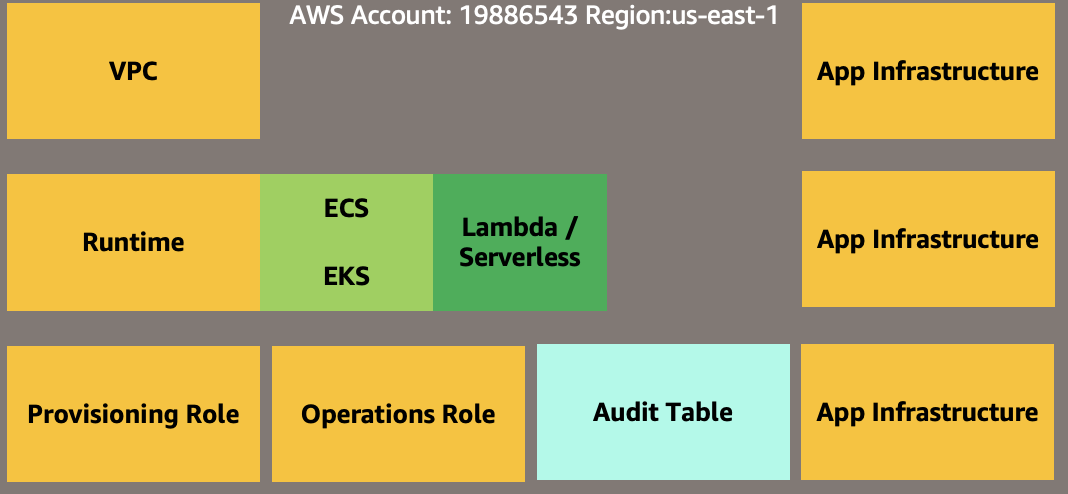 AWS Account: 19886543 Region:us-east-1
VPC
App Infrastructure
Runtime
ECS
EKS
Lambda /
Serverless
App Infrastructure
Provisioning Role
Operations Role
Audit Table
App Infrastructure